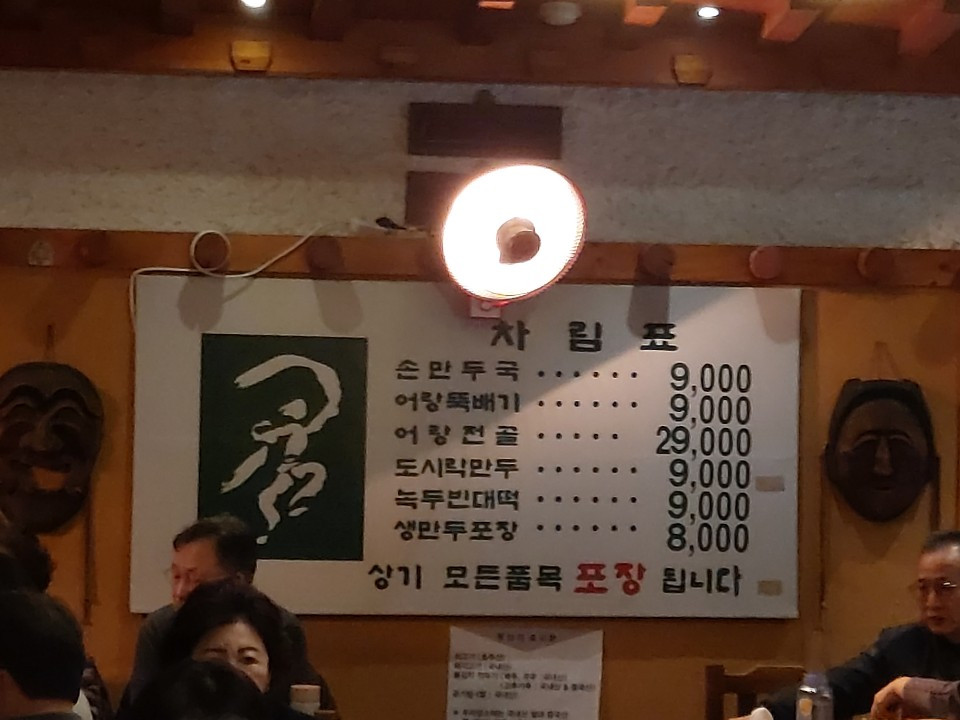 차림표
손만두국 ...... 9,000
어랑뚝배기 ...... 9,000
어랑전골 ..... 29,000
도시락만두 ...... 9,000
녹두빈대떡 ...... 9,000
생만두포장 ...... 8,000
상기 모든품목 포장 됩니다